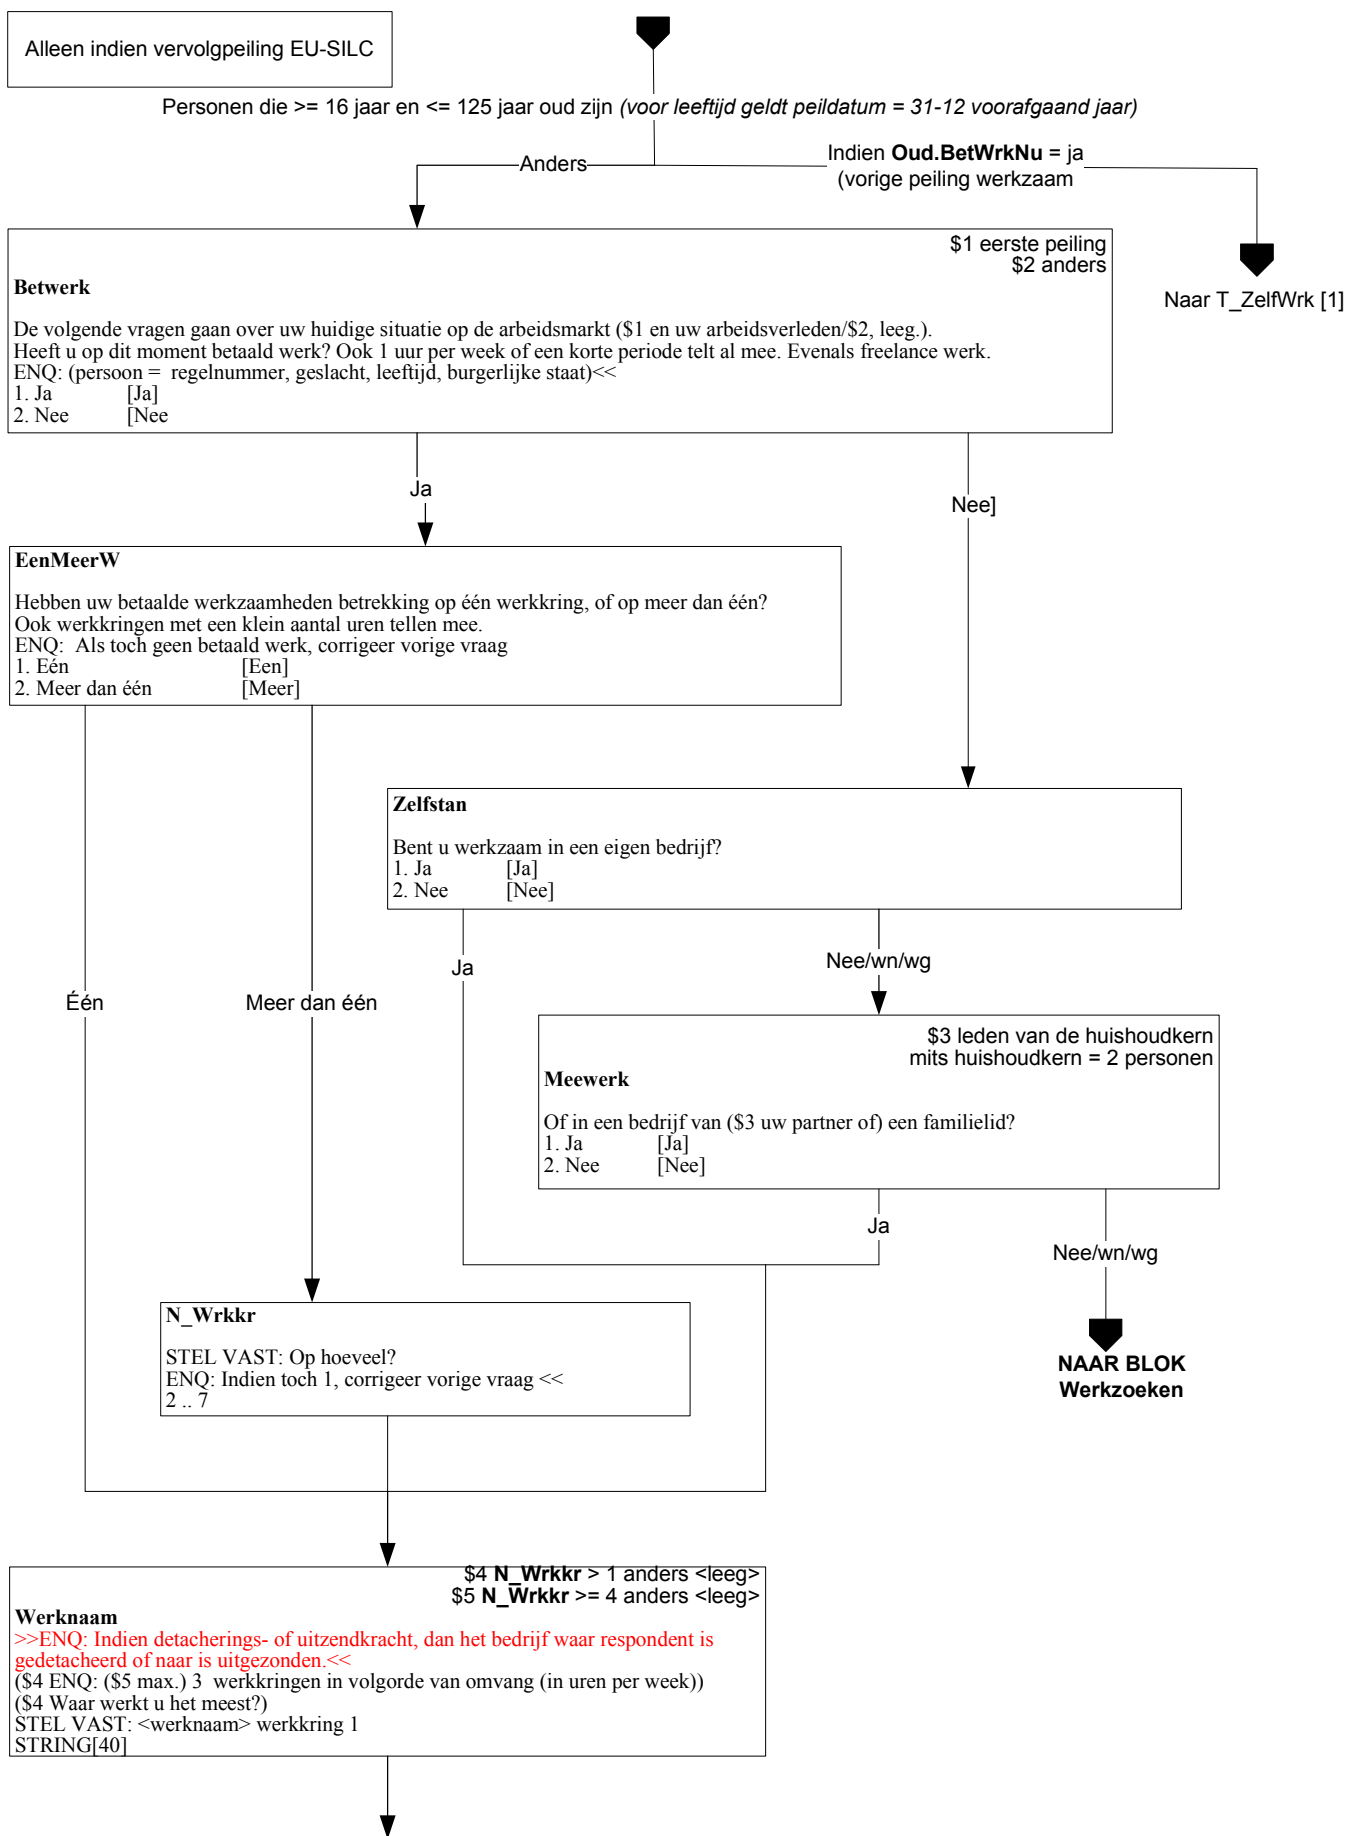 Alleen indien vervolgpeiling EU-SILC
Personen die >= 16 jaar en <= 125 jaar oud zijn (voor leeftijd geldt peildatum = 31-12 voorafgaand jaar)
Anders
Indien Oud.BetWrkNu = ja
(vorige peiling werkzaam
Naar T_ZelfWrk [1]
$1 eerste peiling
$2 anders
Betwerk
De volgende vragen gaan over uw huidige situatie op de arbeidsmarkt ($1 en uw arbeidsverleden/$2, leeg.).
Heeft u op dit moment betaald werk? Ook 1 uur per week of een korte periode telt al mee. Evenals freelance werk.
ENQ: (persoon =  regelnummer, geslacht, leeftijd, burgerlijke staat)<<
1. Ja [Ja]
2. Nee [Nee
Ja
Nee]
EenMeerW
Hebben uw betaalde werkzaamheden betrekking op één werkkring, of op meer dan één?
Ook werkkringen met een klein aantal uren tellen mee.
ENQ:  Als toch geen betaald werk, corrigeer vorige vraag
1. Eén [Een]
2. Meer dan één [Meer]
Zelfstan
Bent u werkzaam in een eigen bedrijf?
1. Ja [Ja]
2. Nee [Nee]
Ja
Nee/wn/wg
Één
Meer dan één
$3 leden van de huishoudkern
mits huishoudkern = 2 personen
Meewerk
Of in een bedrijf van ($3 uw partner of) een familielid?
1. Ja [Ja]
2. Nee [Nee]
Ja
Nee/wn/wg
N_Wrkkr
STEL VAST: Op hoeveel?
ENQ: Indien toch 1, corrigeer vorige vraag <<
2 .. 7
NAAR BLOK
Werkzoeken
$4 N_Wrkkr > 1 anders <leeg>
$5 N_Wrkkr >= 4 anders <leeg>
Werknaam
>>ENQ: Indien detacherings- of uitzendkracht, dan het bedrijf waar respondent is
gedetacheerd of naar is uitgezonden.<<
($4 ENQ: ($5 max.) 3  werkkringen in volgorde van omvang (in uren per week))
($4 Waar werkt u het meest?)
STEL VAST: <werknaam> werkkring 1
STRING[40]